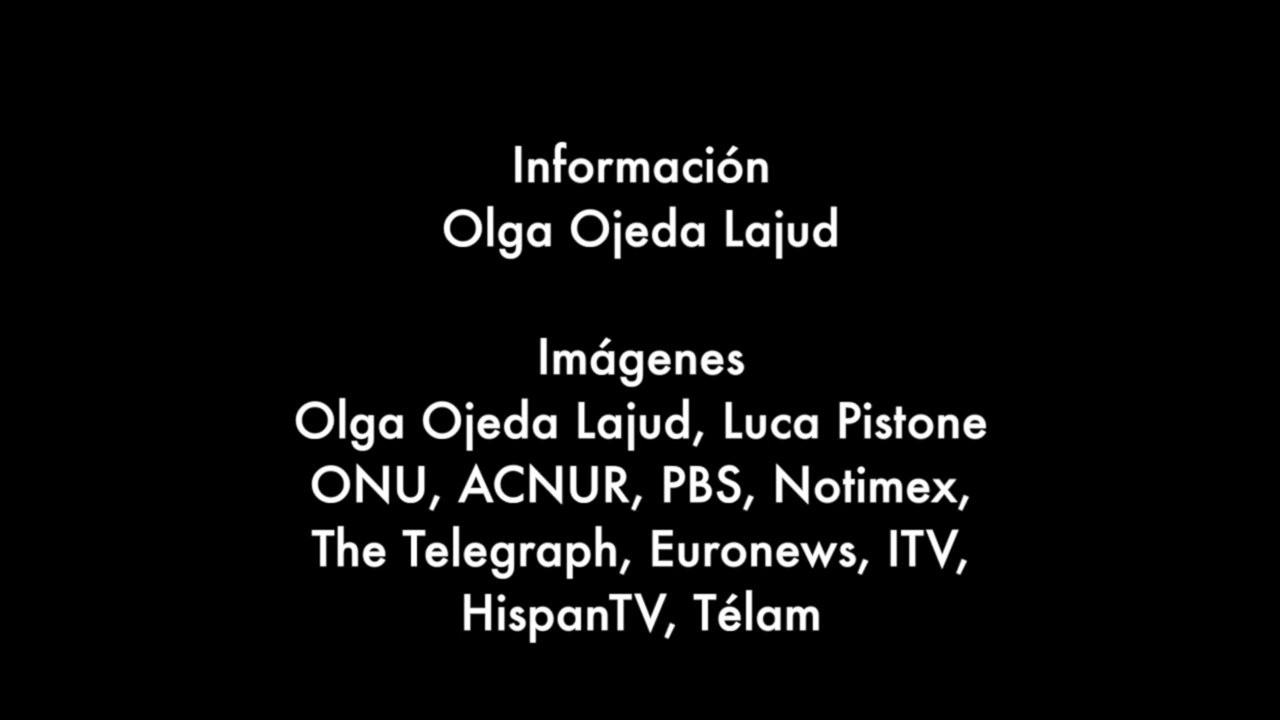 Información
Olga Ojeda Lajud
Imágenes
Olga Ojeda Lajud, Luca Pistone
ONU, ACNUR, PBS, Notimex,
The Telegraph, Euronews, ITV,
HispanTV, Télam